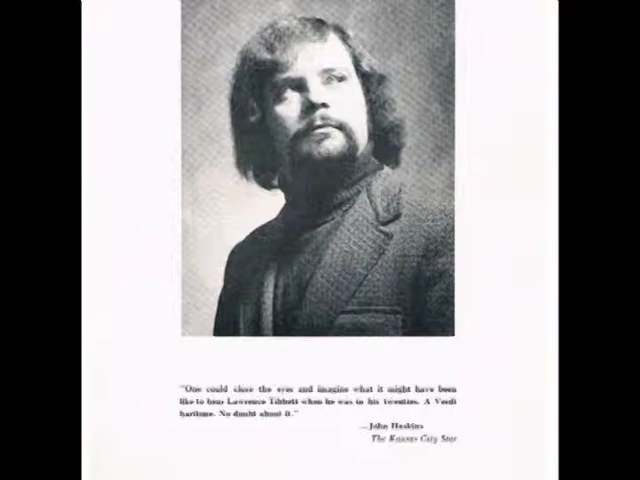 "One could close the eyes and imagine what it might have been
like to hear Lawrence Tibbett when he was in his twenties. A Verdi
baritone. No doubt about it."
—John Haskins
The Kansas City Star